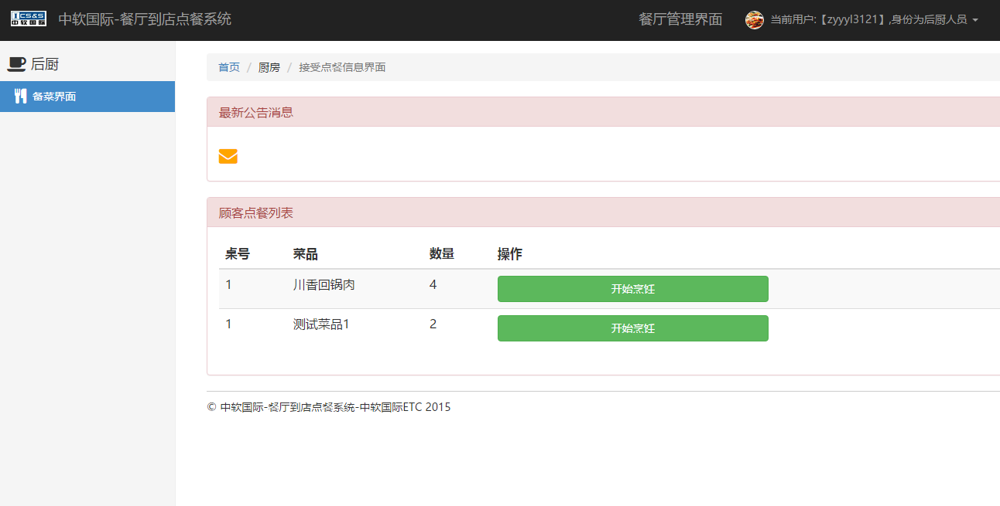 CS&S
中软国际
中软国际-餐厅到店点餐系统
餐厅管理界面
当前用户:【zyyyl3121】,身份为后厨人员
后厨
备菜界面
首页 / 厨房 / 接受点餐信息界面
最新公告消息
顾客点餐列表
桌号 菜品 数量 操作
1 川香回锅肉 4 开始烹饪
1 测试菜品1 2 开始烹饪
© 中软国际-餐厅到店点餐系统-中软国际ETC 2015